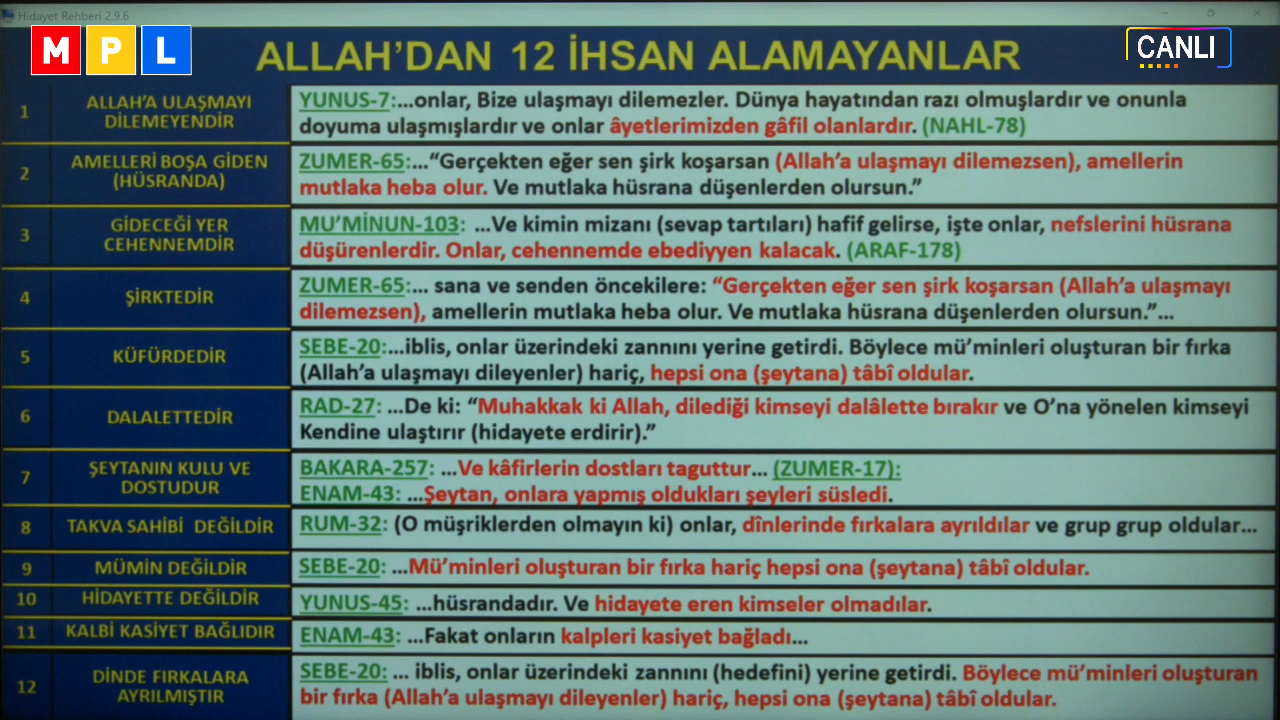 Hidayet Rehberi 2.9.6
MPL
CANLI
ALLAH’DAN 12 İHSAN ALAMAYANLAR
1
ALLAH’A ULAŞMAYI
DİLEMEYENDİR
YUNUS-7:...onlar, Bize ulaşmayı dilemezler. Dünya hayatından razı olmuşlardır ve onunla
doyuma ulaşmışlardır ve onlar âyetlerimizden gâfil olanlardır. (NAHL-78)
2
AMELLERİ BOŞA GİDEN
(HÜSRANDA)
ZUMER-65:...“Gerçekten eğer sen şirk koşarsan (Allah’a ulaşmayı dilemezsen), amellerin
mutlaka heba olur. Ve mutlaka hüsrana düşenlerden olursun.”
3
GİDECEĞİ YER
CEHENNEMDİR
MU’MİNUN-103: ...Ve kimin mizanı (sevap tartıları) hafif gelirse, işte onlar, nefslerini hüsrana
düşürenlerdir. Onlar, cehennemde ebediyyen kalacak. (ARAF-178)
4
ŞİRKTEDİR
ZUMER-65:... sana ve senden öncekilere: “Gerçekten eğer sen şirk koşarsan (Allah’a ulaşmayı
dilemezsen), amellerin mutlaka heba olur. Ve mutlaka hüsrana düşenlerden olursun.”...
5
KÜFÜRDEDİR
SEBE-20:...iblis, onlar üzerindeki zannını yerine getirdi. Böylece mü’minleri oluşturan bir fırka
(Allah’a ulaşmayı dileyenler) hariç, hepsi ona (şeytana) tâbî oldular.
6
DALALETTEDİR
RAD-27: ...De ki: “Muhakkak ki Allah, dilediği kimseyi dalâlette bırakır ve O’na yönelen kimseyi
Kendine ulaştırır (hidayete erdirir).”
7
ŞEYTANIN KULU VE
DOSTUDUR
BAKARA-257: ...Ve kâfirlerin dostları taguttur... (ZUMER-17):
ENAM-43: ...Şeytan, onlara yapmış oldukları şeyleri süsledi.
8
TAKVA SAHİBİ DEĞİLDİR
RUM-32: (O müşriklerden olmayın ki) onlar, dînlerinde fırkalara ayrıldılar ve grup grup oldular...
9
MÜMİN DEĞİLDİR
SEBE-20: ...Mü’minleri oluşturan bir fırka hariç hepsi ona (şeytana) tâbî oldular.
10
HİDAYETTE DEĞİLDİR
YUNUS-45: ...hüsrandadır. Ve hidayete eren kimseler olmadılar.
11
KALBİ KASİYET BAĞLIDIR
ENAM-43: ...Fakat onların kalpleri kasiyet bağladı...
12
DİNDE FIRKALARA
AYRILMIŞTIR
SEBE-20: ... iblis, onlar üzerindeki zannını (hedefini) yerine getirdi. Böylece mü’minleri oluşturan
bir fırka (Allah’a ulaşmayı dileyenler) hariç, hepsi ona (şeytana) tâbî oldular.